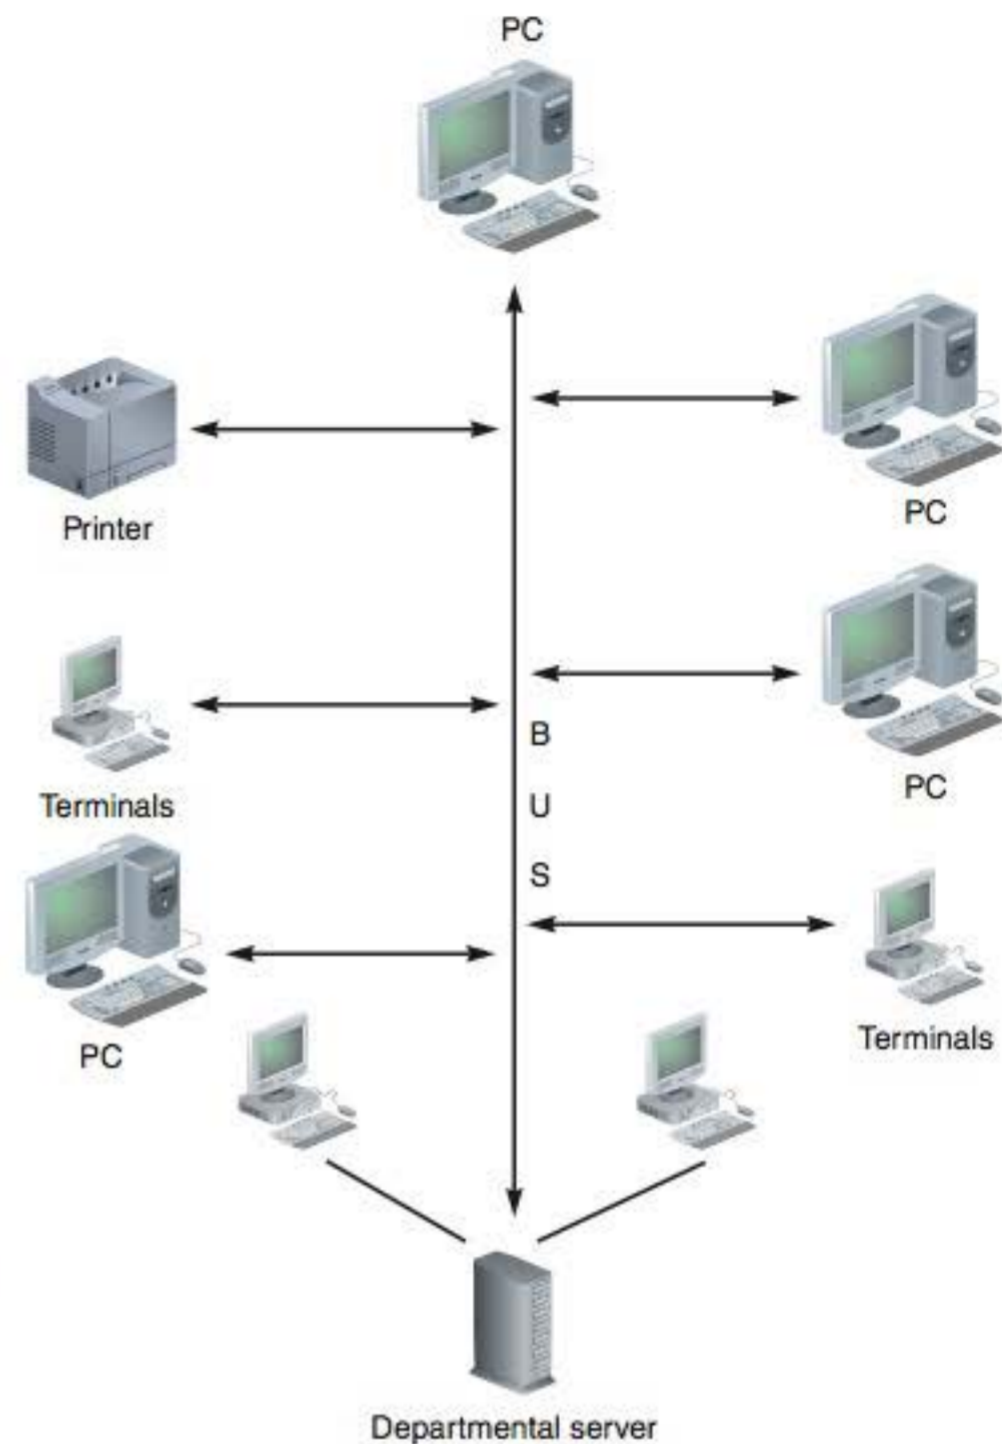 PC
Printer
PC
Terminals
B
U
S
PC
PC
Terminals
Departmental server